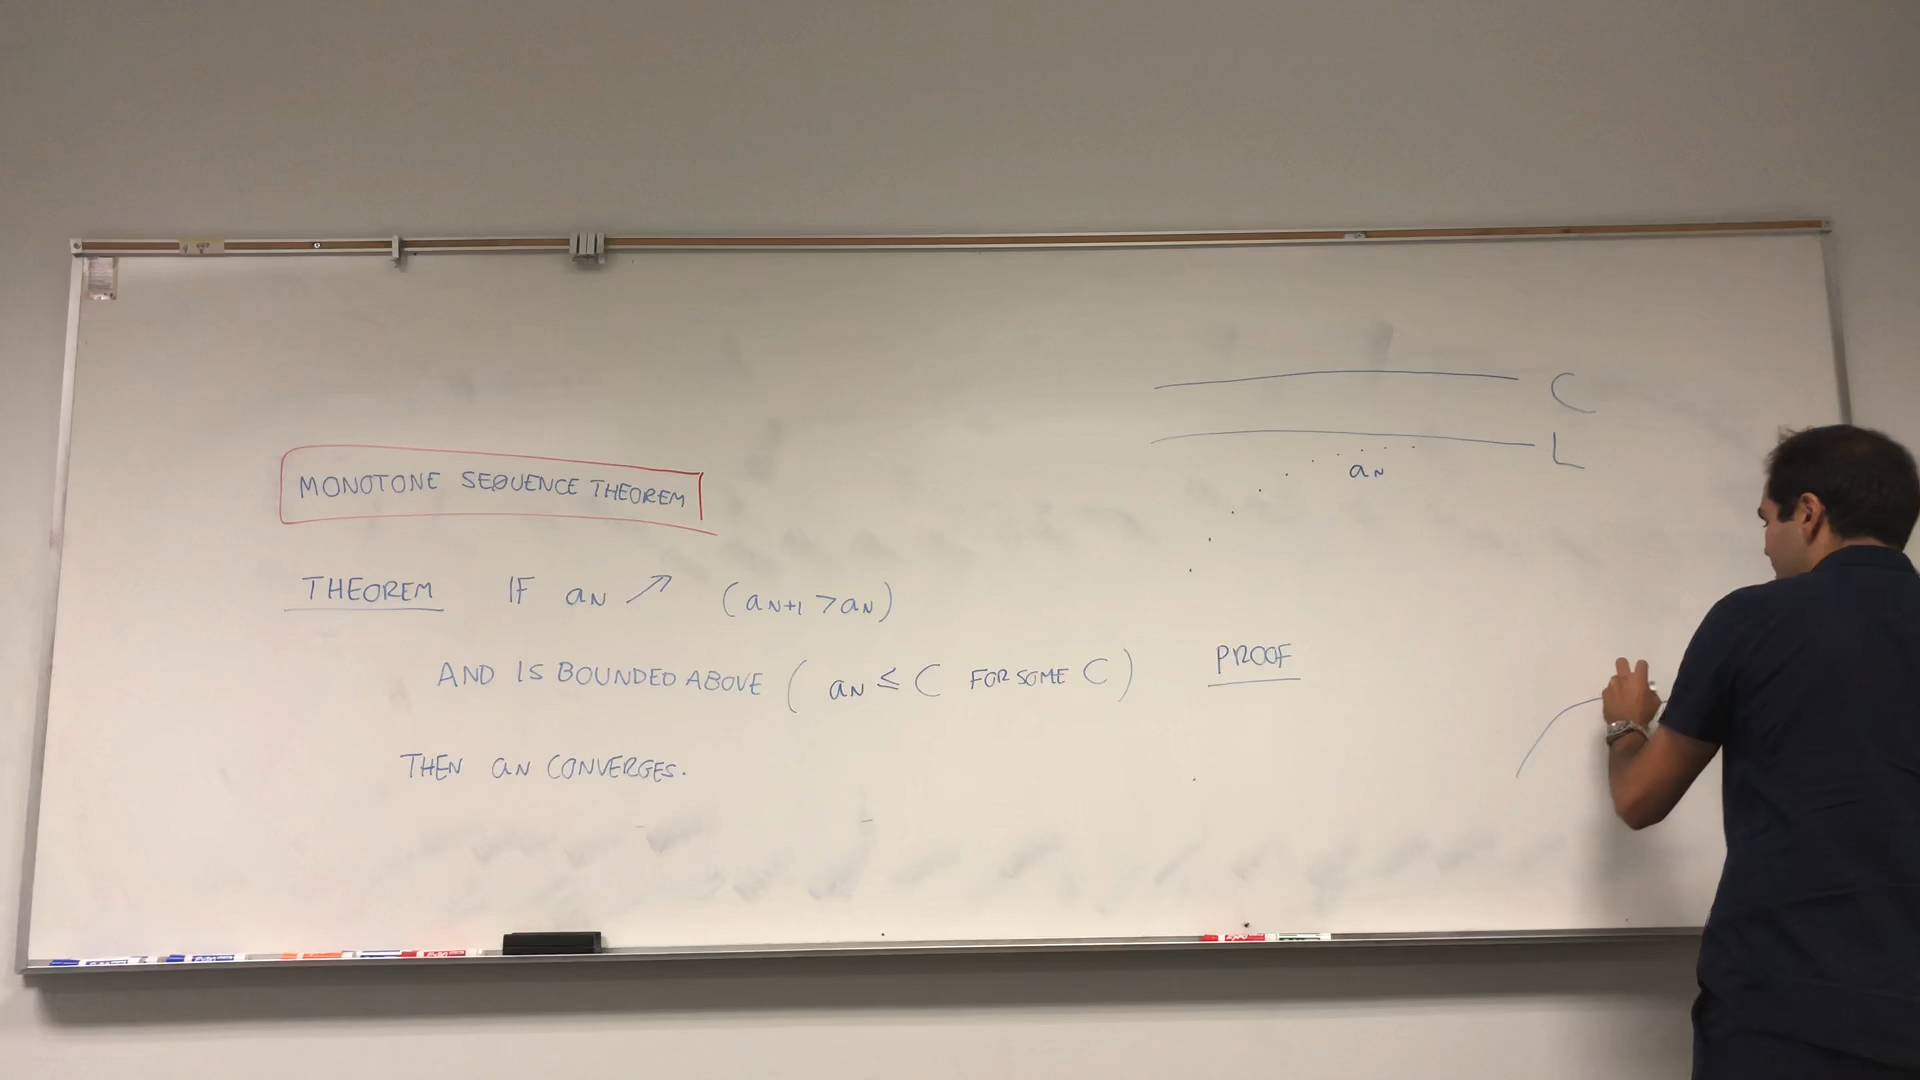 MONOTONE SEQUENCE THEOREM
THEOREM IF aN ↗ (aN+1 > aN)
AND IS BOUNDED ABOVE ( aN ≤ C FOR SOME C )
THEN aN CONVERGES.
C
L
aN
PROOF